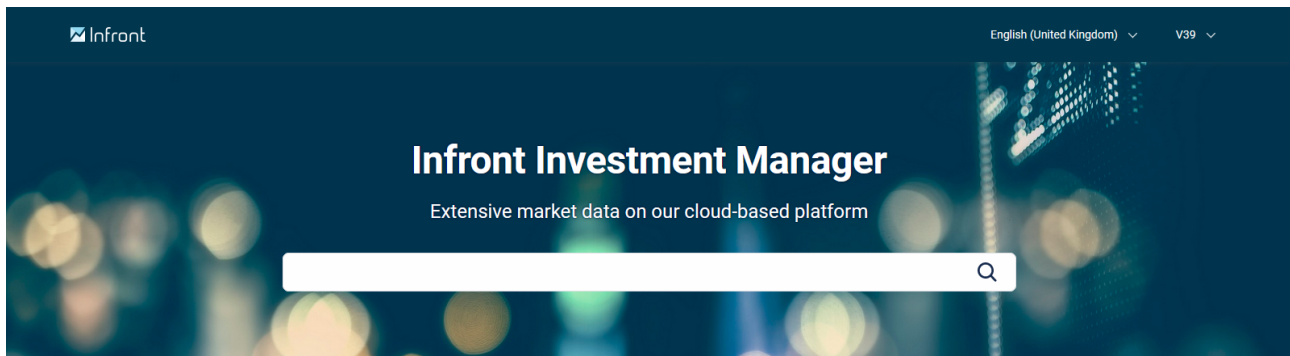 Infront
English (United Kingdom)
V39
Infront Investment Manager
Extensive market data on our cloud-based platform